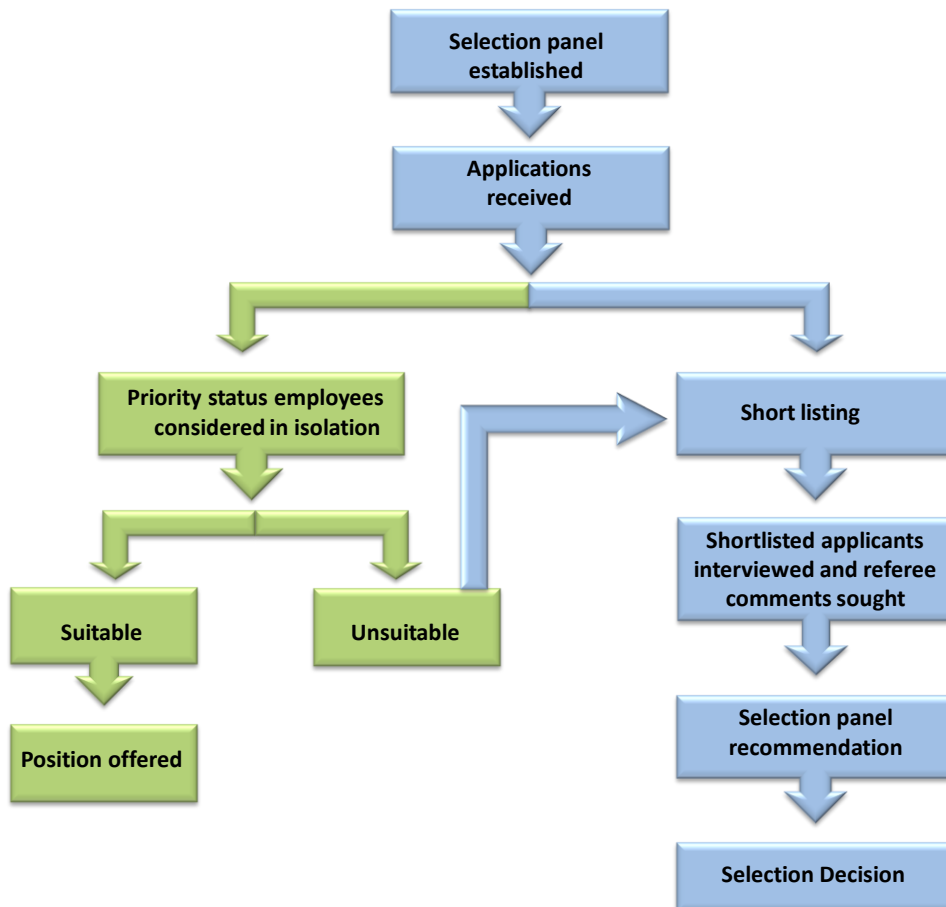 Selection panel
established
Applications
received
Priority status employees
considered in isolation
Short listing
Shortlisted applicants
interviewed and referee
comments sought
Suitable
Unsuitable
Selection panel
recommendation
Position offered
Selection Decision